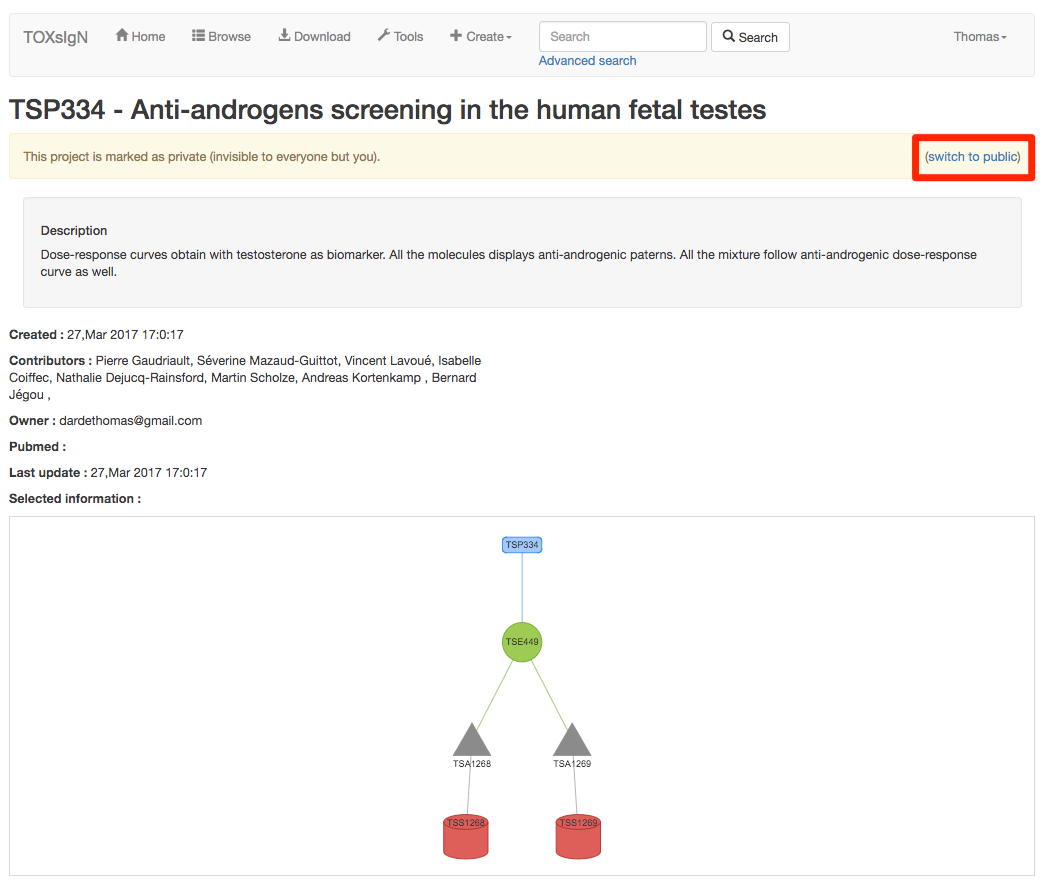 TOXsIgN Home Browse Download Tools Create Search Search Thomas
Advanced search
TSP334 - Anti-androgens screening in the human fetal testes
This project is marked as private (invisible to everyone but you). (switch to public)
Description
Dose-response curves obtain with testosterone as biomarker. All the molecules displays anti-androgenic paterns. All the mixture follow anti-androgenic dose-response
curve as well.
Created : 27,Mar 2017 17:0:17
Contributors : Pierre Gaudriault, Séverine Mazaud-Guittot, Vincent Lavoué, Isabelle
Coiffec, Nathalie Dejucq-Rainsford, Martin Scholze, Andreas Kortenkamp , Bernard
Jégou ,
Owner : dardethomas@gmail.com
Pubmed :
Last update : 27,Mar 2017 17:0:17
Selected information :
TSP334
TSE449
TSA1268 TSA1269
TSS1268 TSS1269